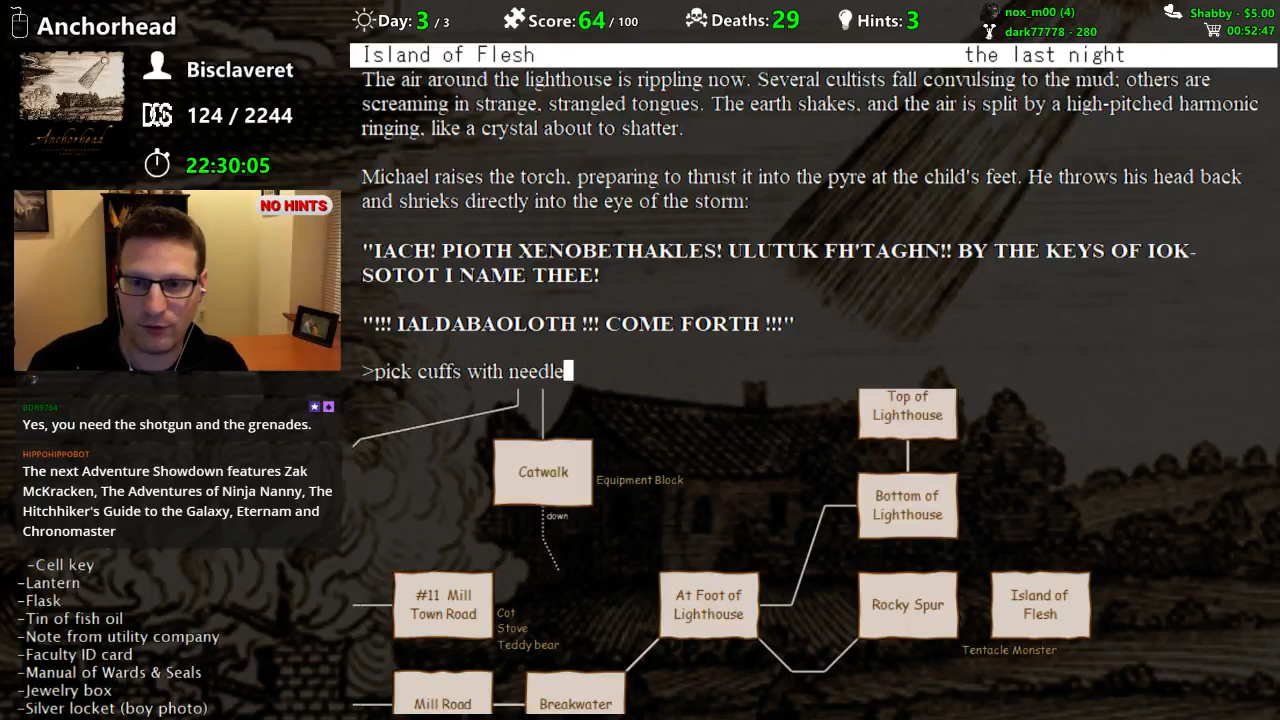 Anchorhead
Day: 3 / 3
Score: 64 / 100
Deaths: 29
Hints: 3
nox_m00 (4)
dark77778 - 280
Shabby - $5.00
00:52:47
Anchorhead
Bisclaveret
DGS
124 / 2244
22:30:05
NO HINTS
Island of Flesh
the last night
The air around the lighthouse is rippling now. Several cultists fall convulsing to the mud; others are
screaming in strange, strangled tongues. The earth shakes, and the air is split by a high-pitched harmonic
ringing, like a crystal about to shatter.
Michael raises the torch, preparing to thrust it into the pyre at the child's feet. He throws his head back
and shrieks directly into the eye of the storm:
"IACH! PIOTH XENOBETHAKLES! ULUTUK FH'TAGHN!! BY THE KEYS OF IOK-
SOTOT I NAME THEE!
"!!! IALDABAOLOTH !!! COME FORTH !!!"
>pick cuffs with needle
BDR9764
Yes, you need the shotgun and the grenades.
HIPPOHIPPOBOT
The next Adventure Showdown features Zak
McKracken, The Adventures of Ninja Nanny, The
Hitchhiker's Guide to the Galaxy, Eternam and
Chronomaster
-Cell key
-Lantern
-Flask
-Tin of fish oil
-Note from utility company
-Faculty ID card
-Manual of Wards & Seals
-Jewelry box
-Silver locket (boy photo)
Catwalk
Equipment Block
down
Top of
Lighthouse
Bottom of
Lighthouse
#11 Mill
Town Road
Cot
Stove
Teddy bear
At Foot of
Lighthouse
Rocky Spur
Island of
Flesh
Tentacle Monster
Mill Road
Breakwater